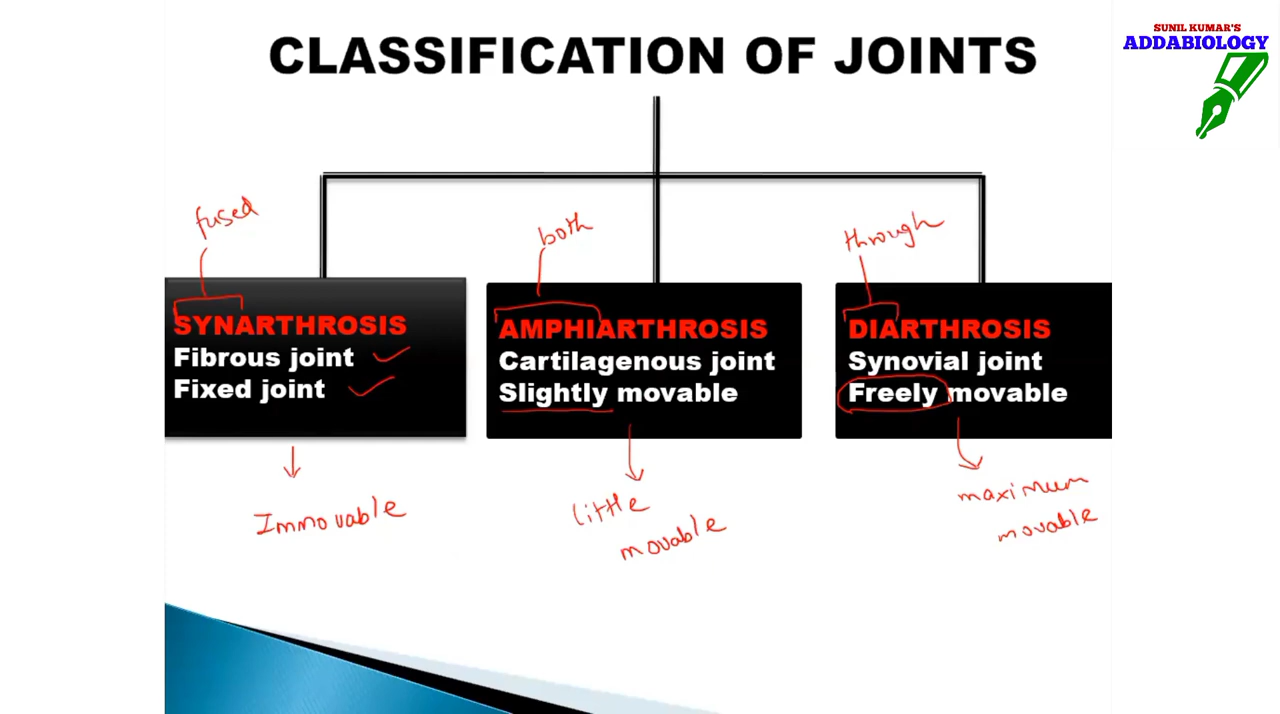 CLASSIFICATION OF JOINTS
SUNIL KUMAR'S
ADDABIOLOGY
fused
both
through
SYNARTHROSIS
Fibrous joint
Fixed joint
AMPHIARTHROSIS
Cartilagenous joint
Slightly movable
DIARTHROSIS
Synovial joint
Freely movable
Immovable
little
movable
maximum
movable